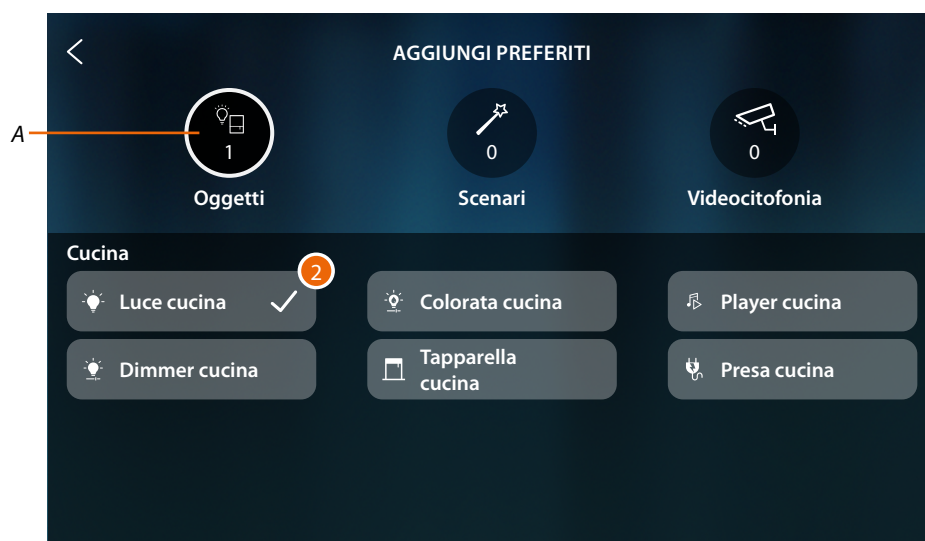 AGGIUNGI PREFERITI
A
1
0
0
Oggetti
Scenari
Videocitofonia
Cucina
2
Luce cucina
Colorata cucina
Player cucina
Dimmer cucina
Tapparella
cucina
Presa cucina